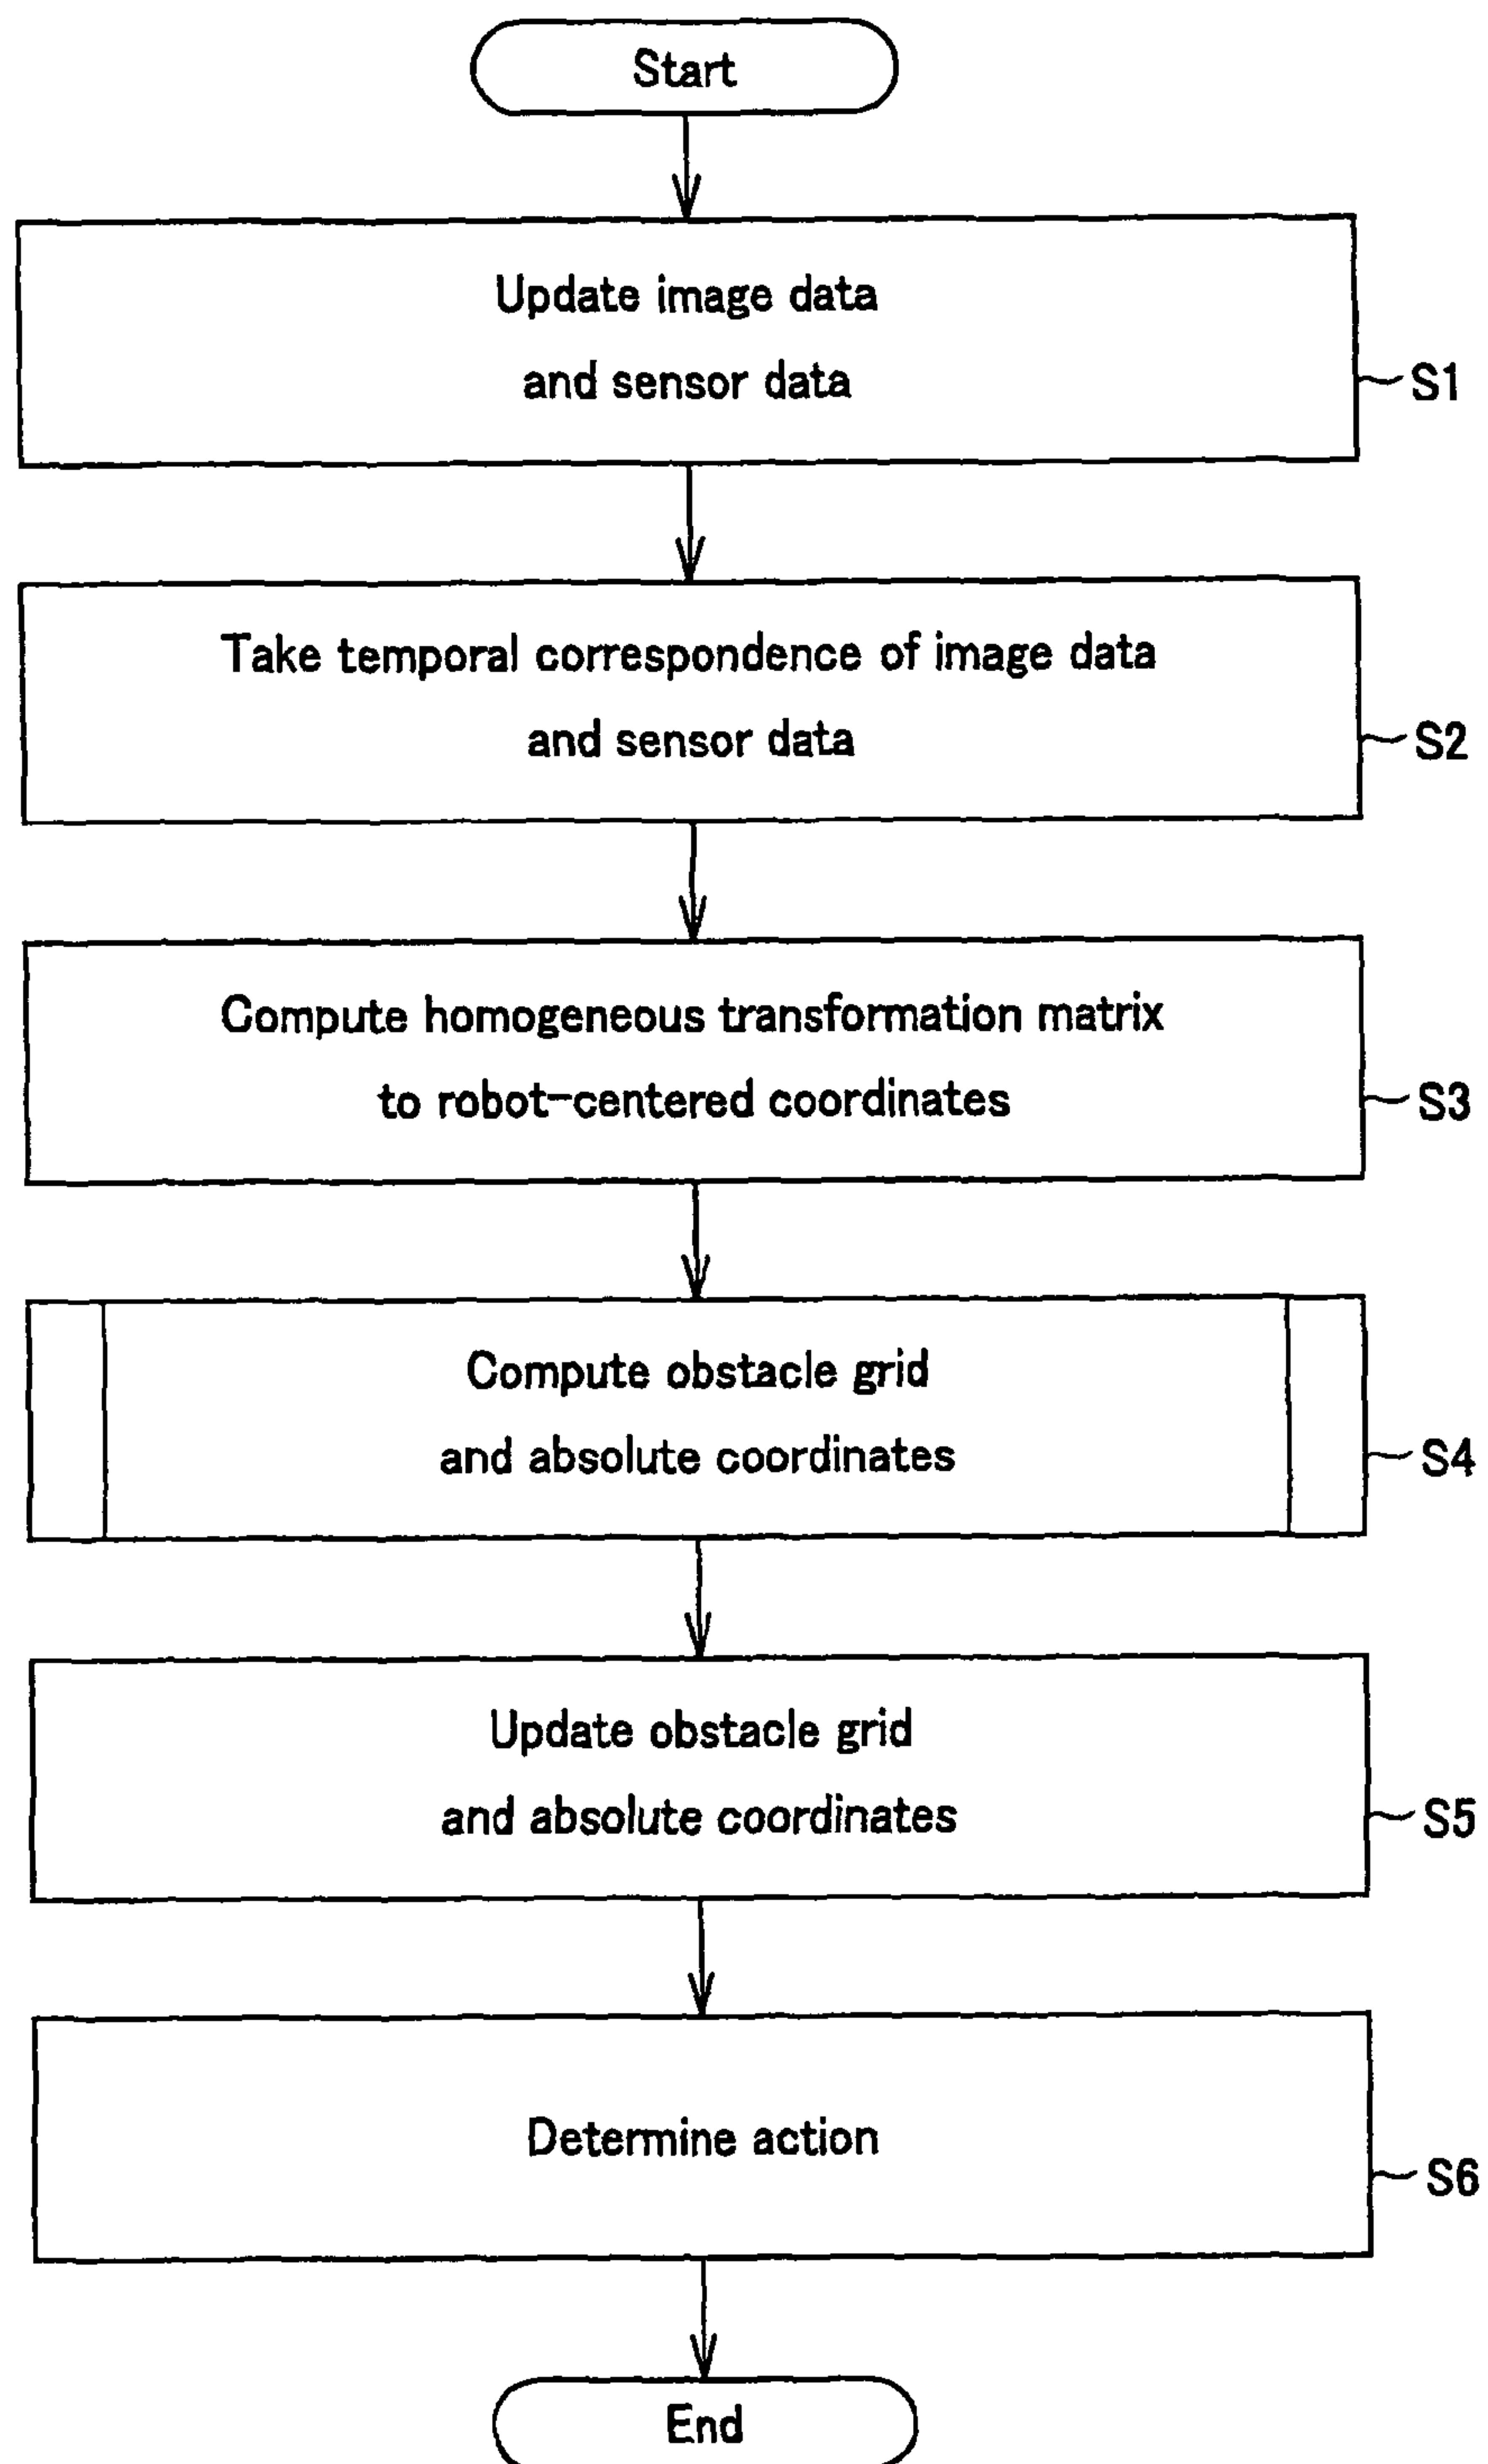 Start
Update image data
and sensor data
S1
Take temporal correspondence of image data
and sensor data
S2
Compute homogeneous transformation matrix
to robot-centered coordinates
S3
Compute obstacle grid
and absolute coordinates
S4
Update obstacle grid
and absolute coordinates
S5
Determine action
S6
End